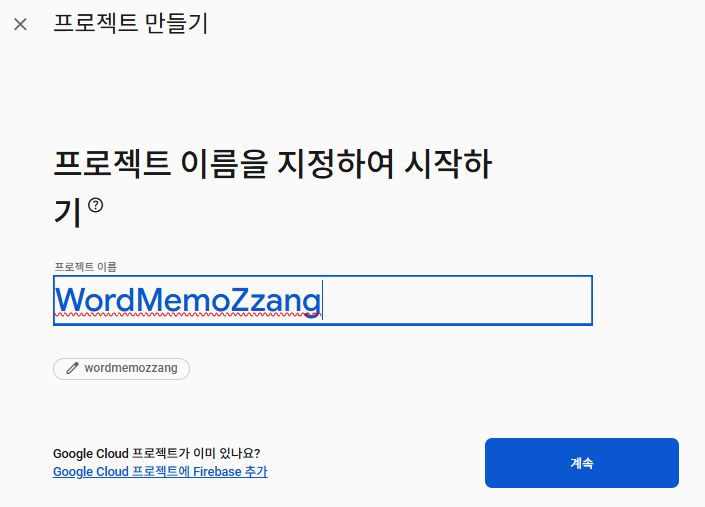 프로젝트 만들기
프로젝트 이름을 지정하여 시작하
기
프로젝트 이름
WordMemoZzang
wordmemozzang
Google Cloud 프로젝트가 이미 있나요?
Google Cloud 프로젝트에 Firebase 추가
계속